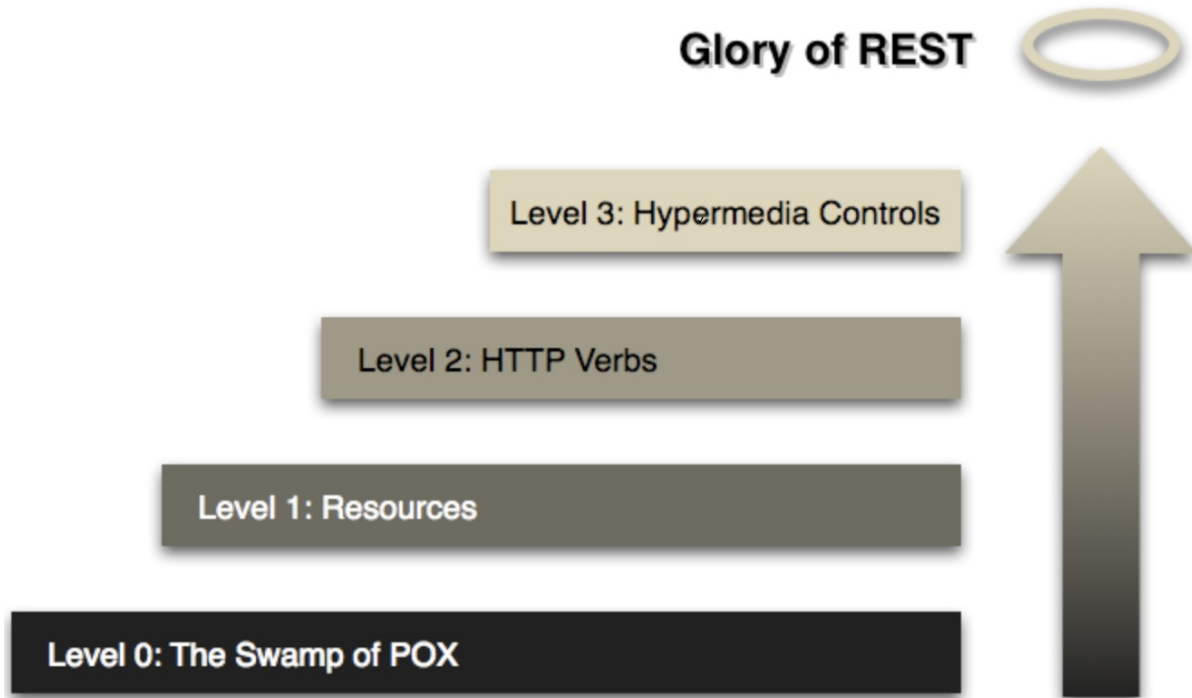 Glory of REST
Level 3: Hypermedia Controls
Level 2: HTTP Verbs
Level 1: Resources
Level 0: The Swamp of POX